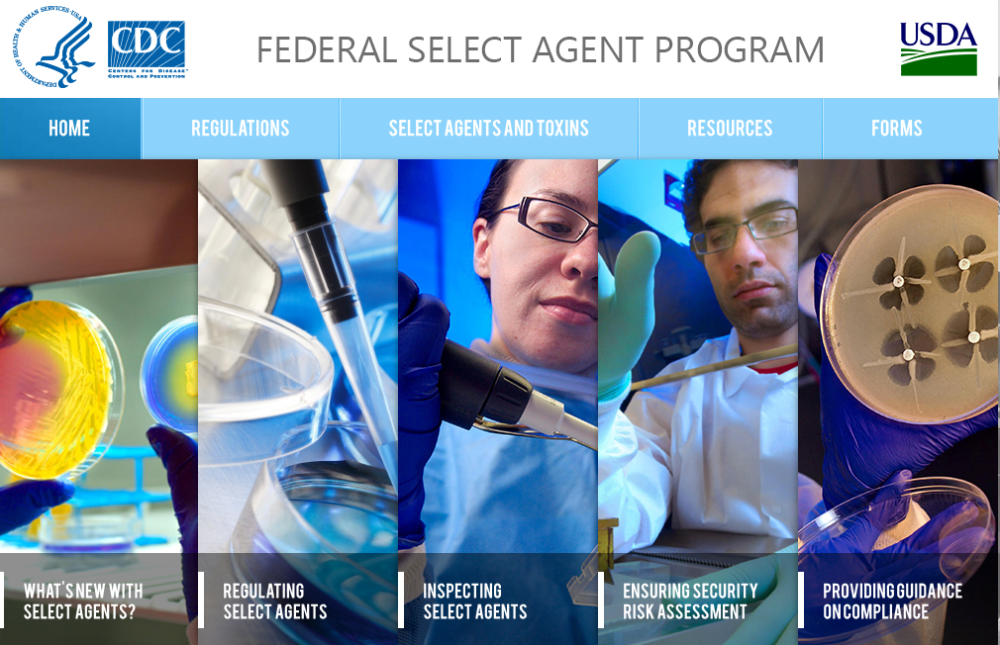 DEPARTMENT OF HEALTH & HUMAN SERVICES·USA
CDC
CENTERS FOR DISEASE
CONTROL AND PREVENTION
FEDERAL SELECT AGENT PROGRAM
USDA
HOME
REGULATIONS
SELECT AGENTS AND TOXINS
RESOURCES
FORMS
WHAT'S NEW WITH
SELECT AGENTS?
REGULATING
SELECT AGENTS
INSPECTING
SELECT AGENTS
ENSURING SECURITY
RISK ASSESSMENT
PROVIDING GUIDANCE
ON COMPLIANCE